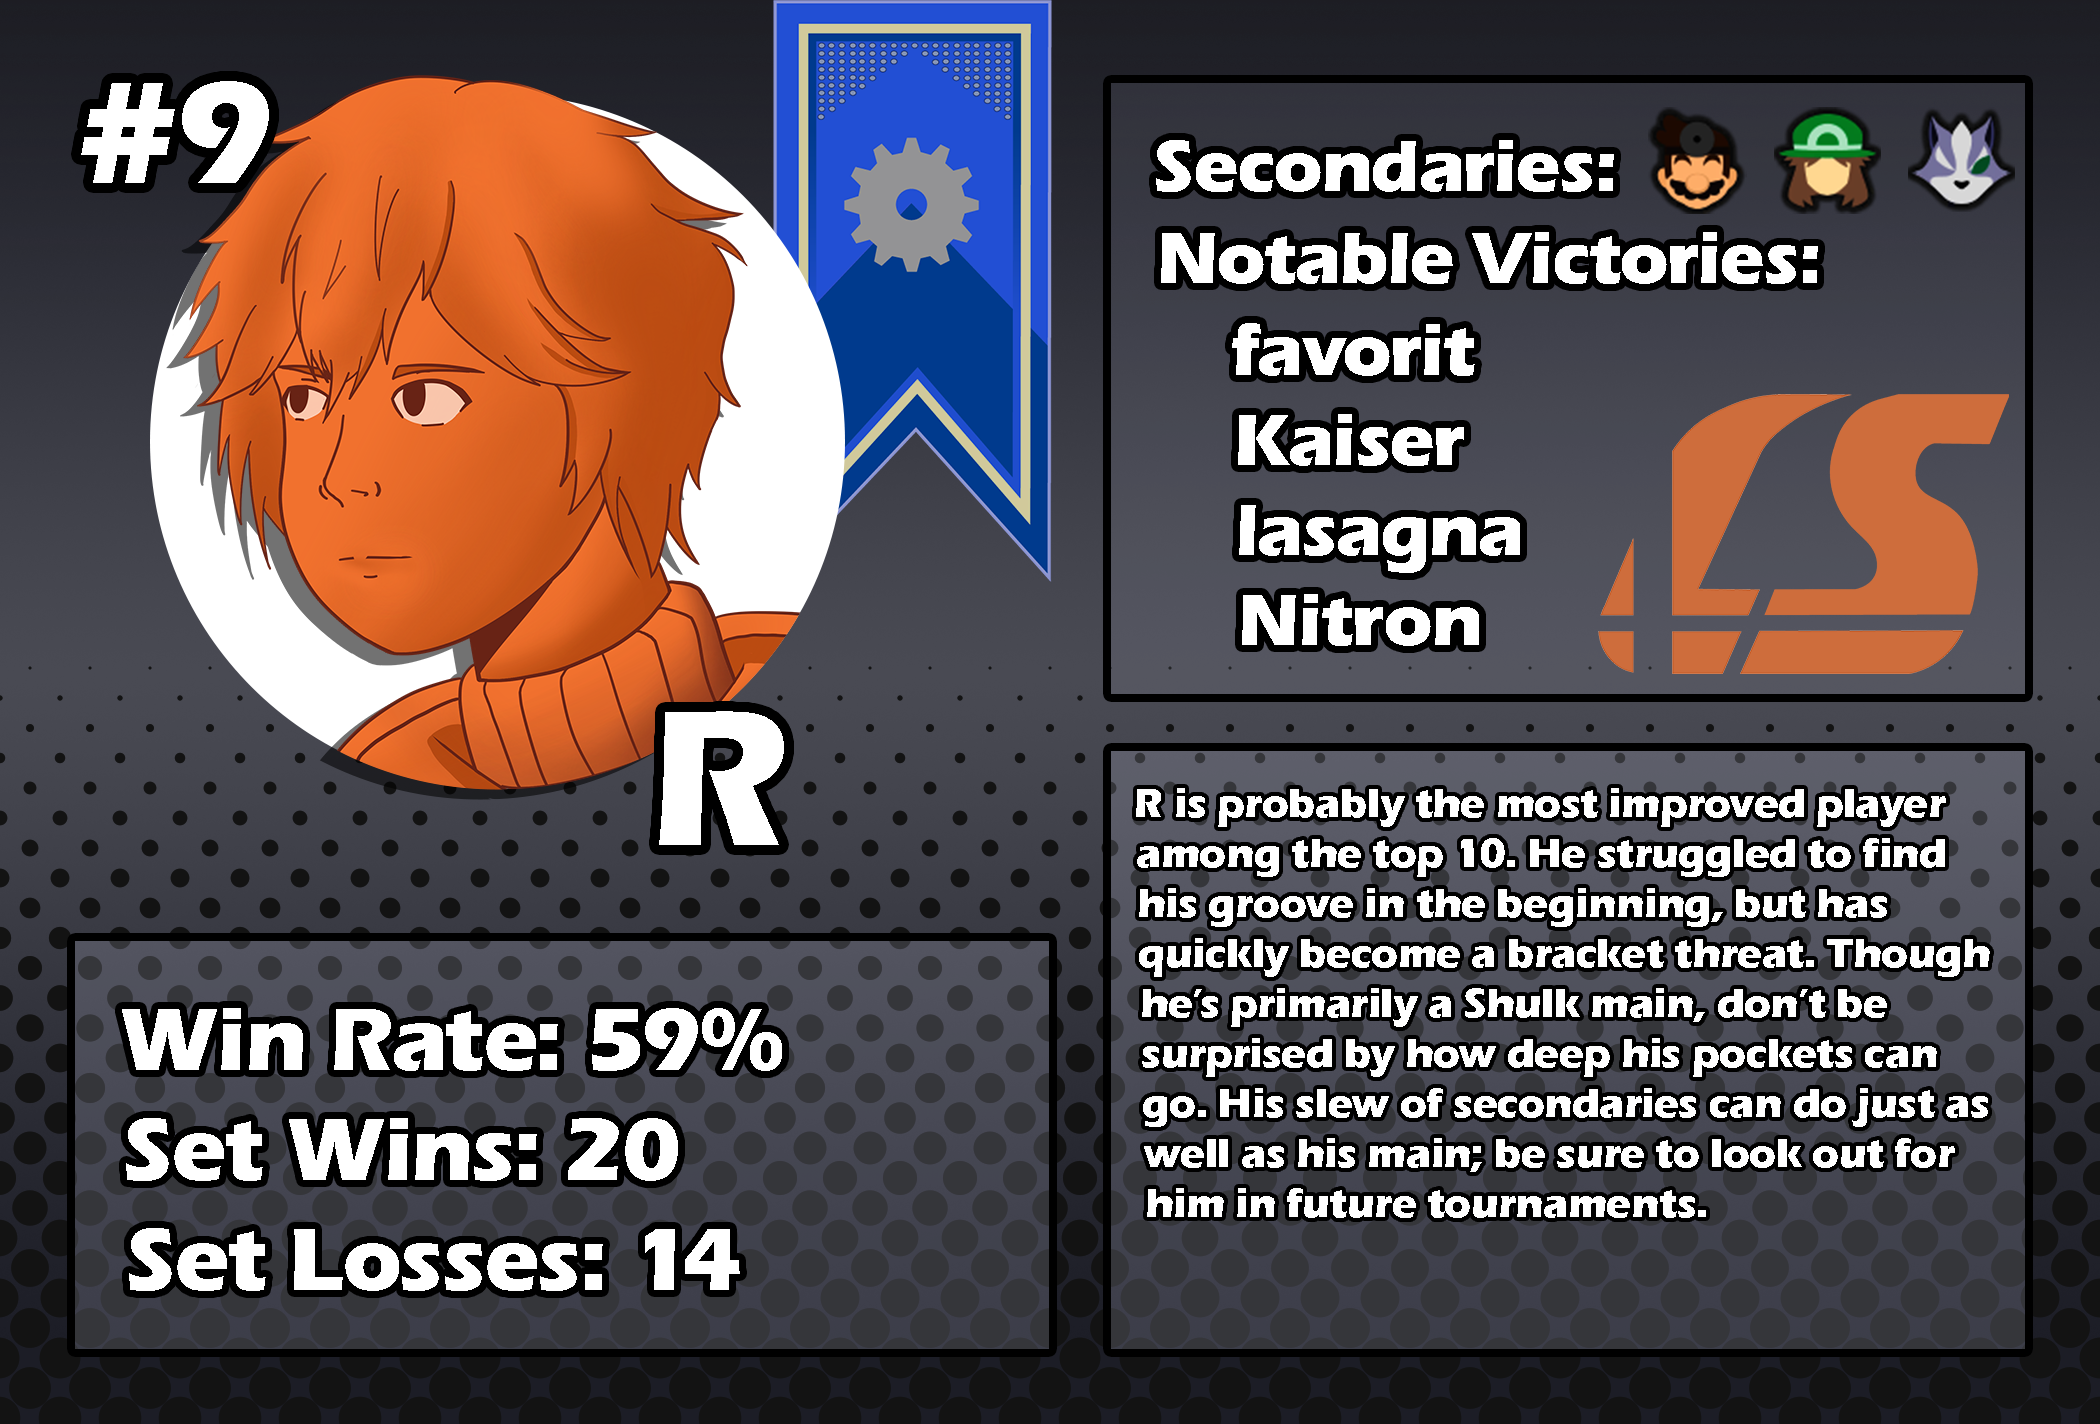 #9
R
Win Rate: 59%
Set Wins: 20
Set Losses: 14
Secondaries:
Notable Victories:
favorit
Kaiser
lasagna
Nitron
LS
R is probably the most improved player
among the top 10. He struggled to find
his groove in the beginning, but has
quickly become a bracket threat. Though
he's primarily a Shulk main, don't be
surprised by how deep his pockets can
go. His slew of secondaries can do just as
well as his main; be sure to look out for
him in future tournaments.